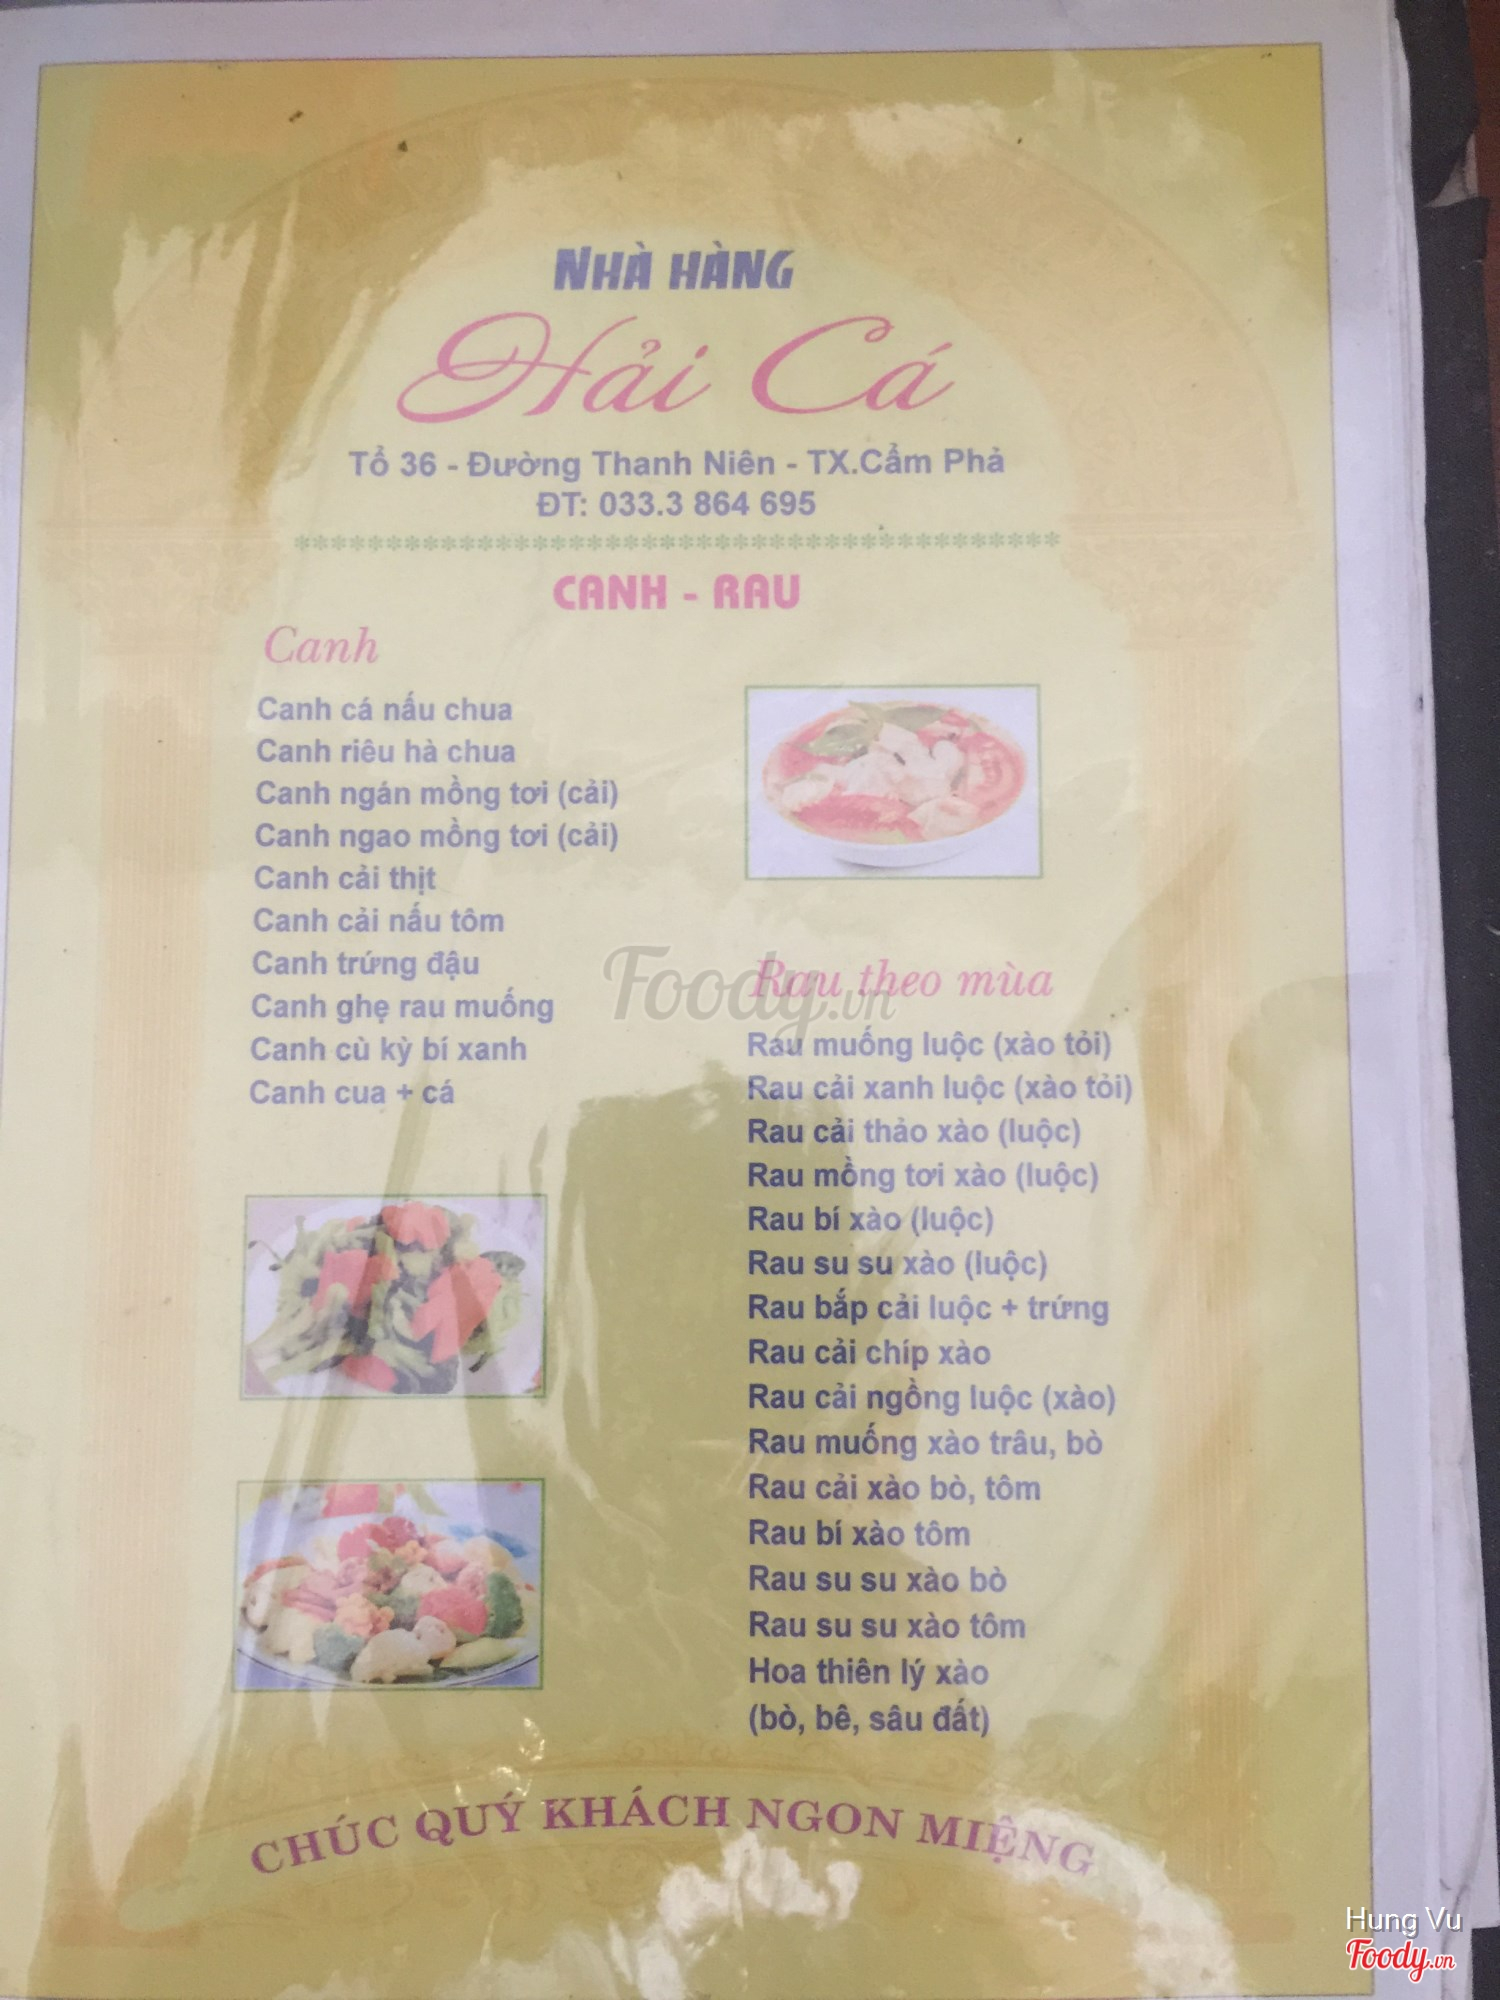 NHÀ HÀNG
Hải Cá
Tổ 36 - Đường Thanh Niên - TX.Cẩm Phả
ĐT: 033.3 864 695
******************************************
CANH - RAU
Canh
Canh cá nấu chua
Canh riêu hà chua
Canh ngán mồng tơi (cải)
Canh ngao mồng tơi (cải)
Canh cải thịt
Canh cải nấu tôm
Canh trứng đậu
Canh ghẹ rau muống
Canh cù kỳ bí xanh
Canh cua + cá
Foody.vn
Rau theo mùa
Rau muống luộc (xào tỏi)
Rau cải xanh luộc (xào tỏi)
Rau cải thảo xào (luộc)
Rau mồng tơi xào (luộc)
Rau bí xào (luộc)
Rau su su xào (luộc)
Rau bắp cải luộc + trứng
Rau cải chíp xào
Rau cải ngồng luộc (xào)
Rau muống xào trâu, bò
Rau cải xào bò, tôm
Rau bí xào tôm
Rau su su xào bò
Rau su su xào tôm
Hoa thiên lý xào
(bò, bê, sâu đất)
CHÚC QUÝ KHÁCH NGON MIỆNG
Hung Vu
Foody.vn